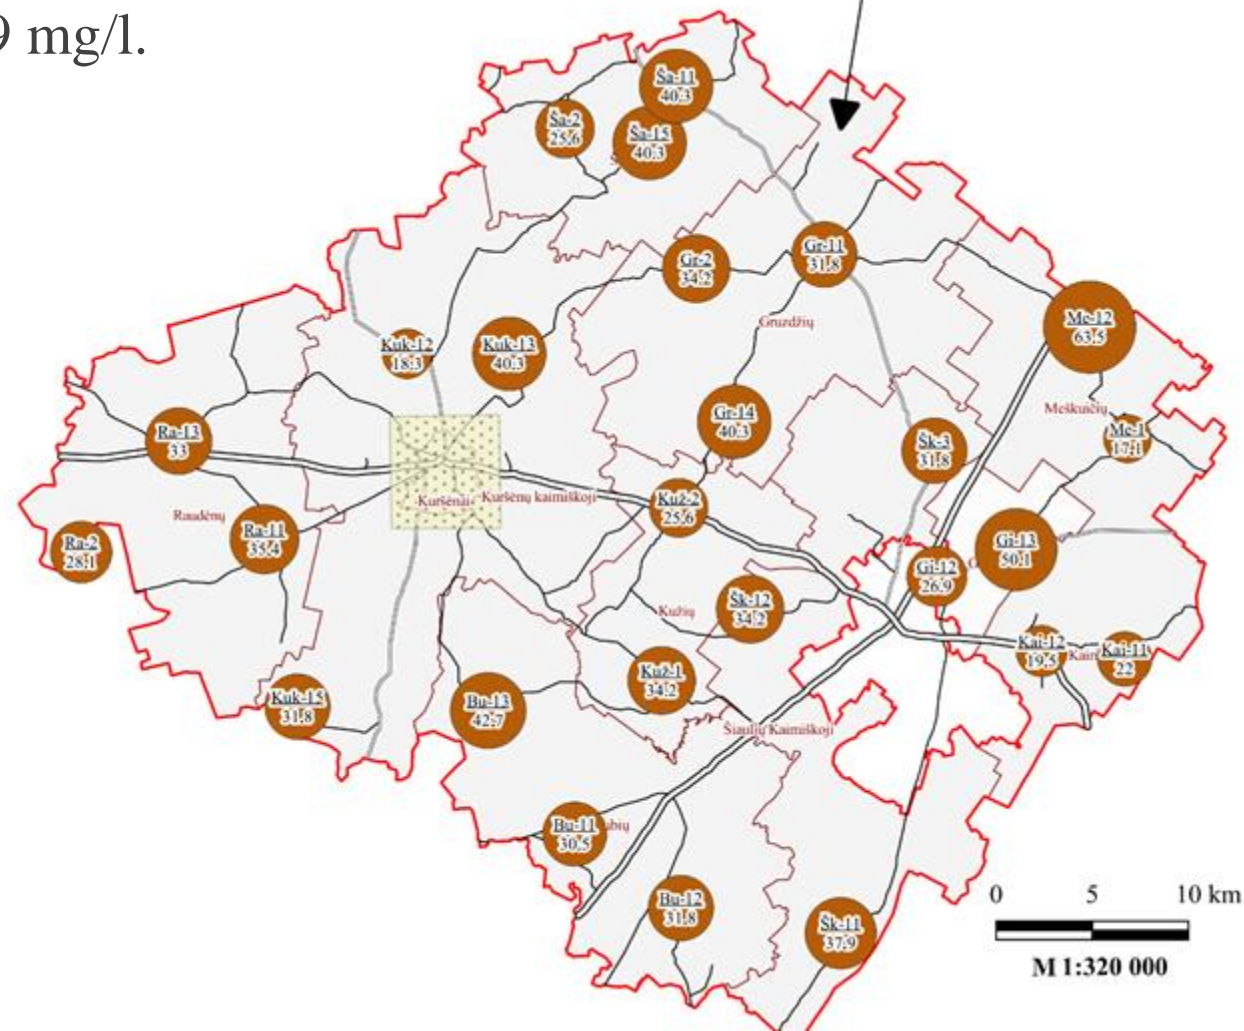 9 mg/l.
Ša-11
40.3
Ša-2
25.6
Ša-15
40.3
Gr-11
31.8
Gr-2
34.2
Me-12
63.5
Gruzdžių
Kuk-12
18.3
Kuk-13
40.3
Meškuičių
Gr-14
40.3
Me-1
17.1
Ra-13
33
Šk-3
31.8
Kuršėnai
Kuršėnų kaimiškoji
Kuž-2
25.6
Raudėnų
Ra-11
35.4
Ra-2
28.1
Gi-13
50.1
Gi-12
26.9
Šk-12
34.2
Kužių
Kai-12
19.5
Kai-11
22
Kuž-1
34.2
Kuk-15
31.8
Bu-13
42.7
Šiaulių Kaimiškoji
Bu-11
30.5
Bu-12
31.8
Šk-11
37.9
0 5 10 km
M 1:320 000